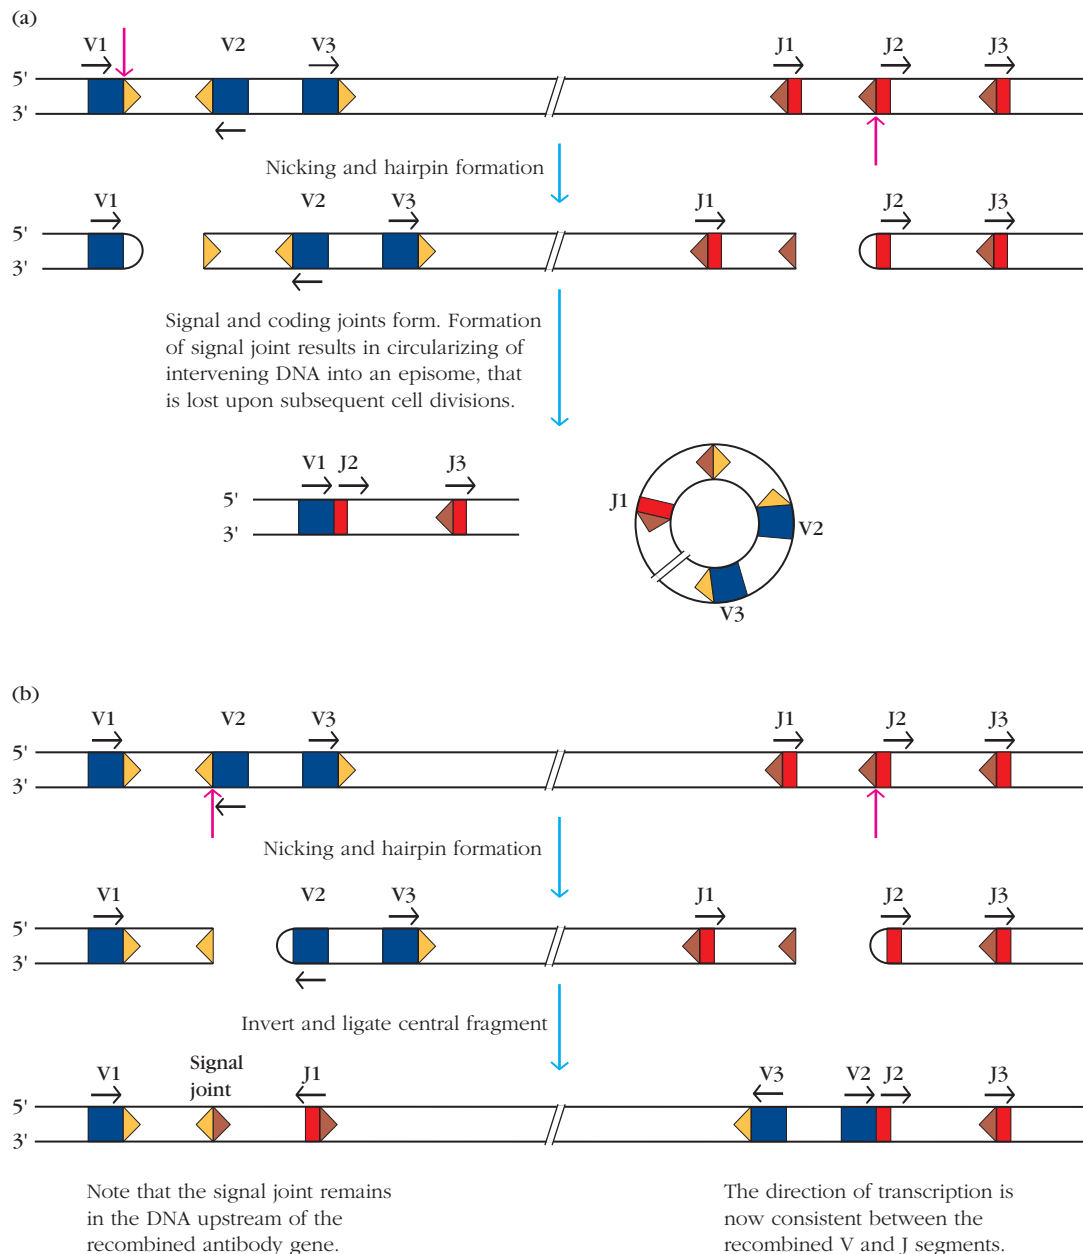 (a)
V1 V2 V3 J1 J2 J3
5'
3'
Nicking and hairpin formation
V1 V2 V3 J1 J2 J3
5'
3'
Signal and coding joints form. Formation
of signal joint results in circularizing of
intervening DNA into an episome, that
is lost upon subsequent cell divisions.
V1 J2 J3
5'
3'
J1
V2
V3
(b)
V1 V2 V3 J1 J2 J3
5'
3'
Nicking and hairpin formation
V1 V2 V3 J1 J2 J3
5'
3'
Invert and ligate central fragment
Signal
V1 joint J1 V3 V2 J2 J3
5'
3'
Note that the signal joint remains
in the DNA upstream of the
recombined antibody gene.
The direction of transcription is
now consistent between the
recombined V and J segments.